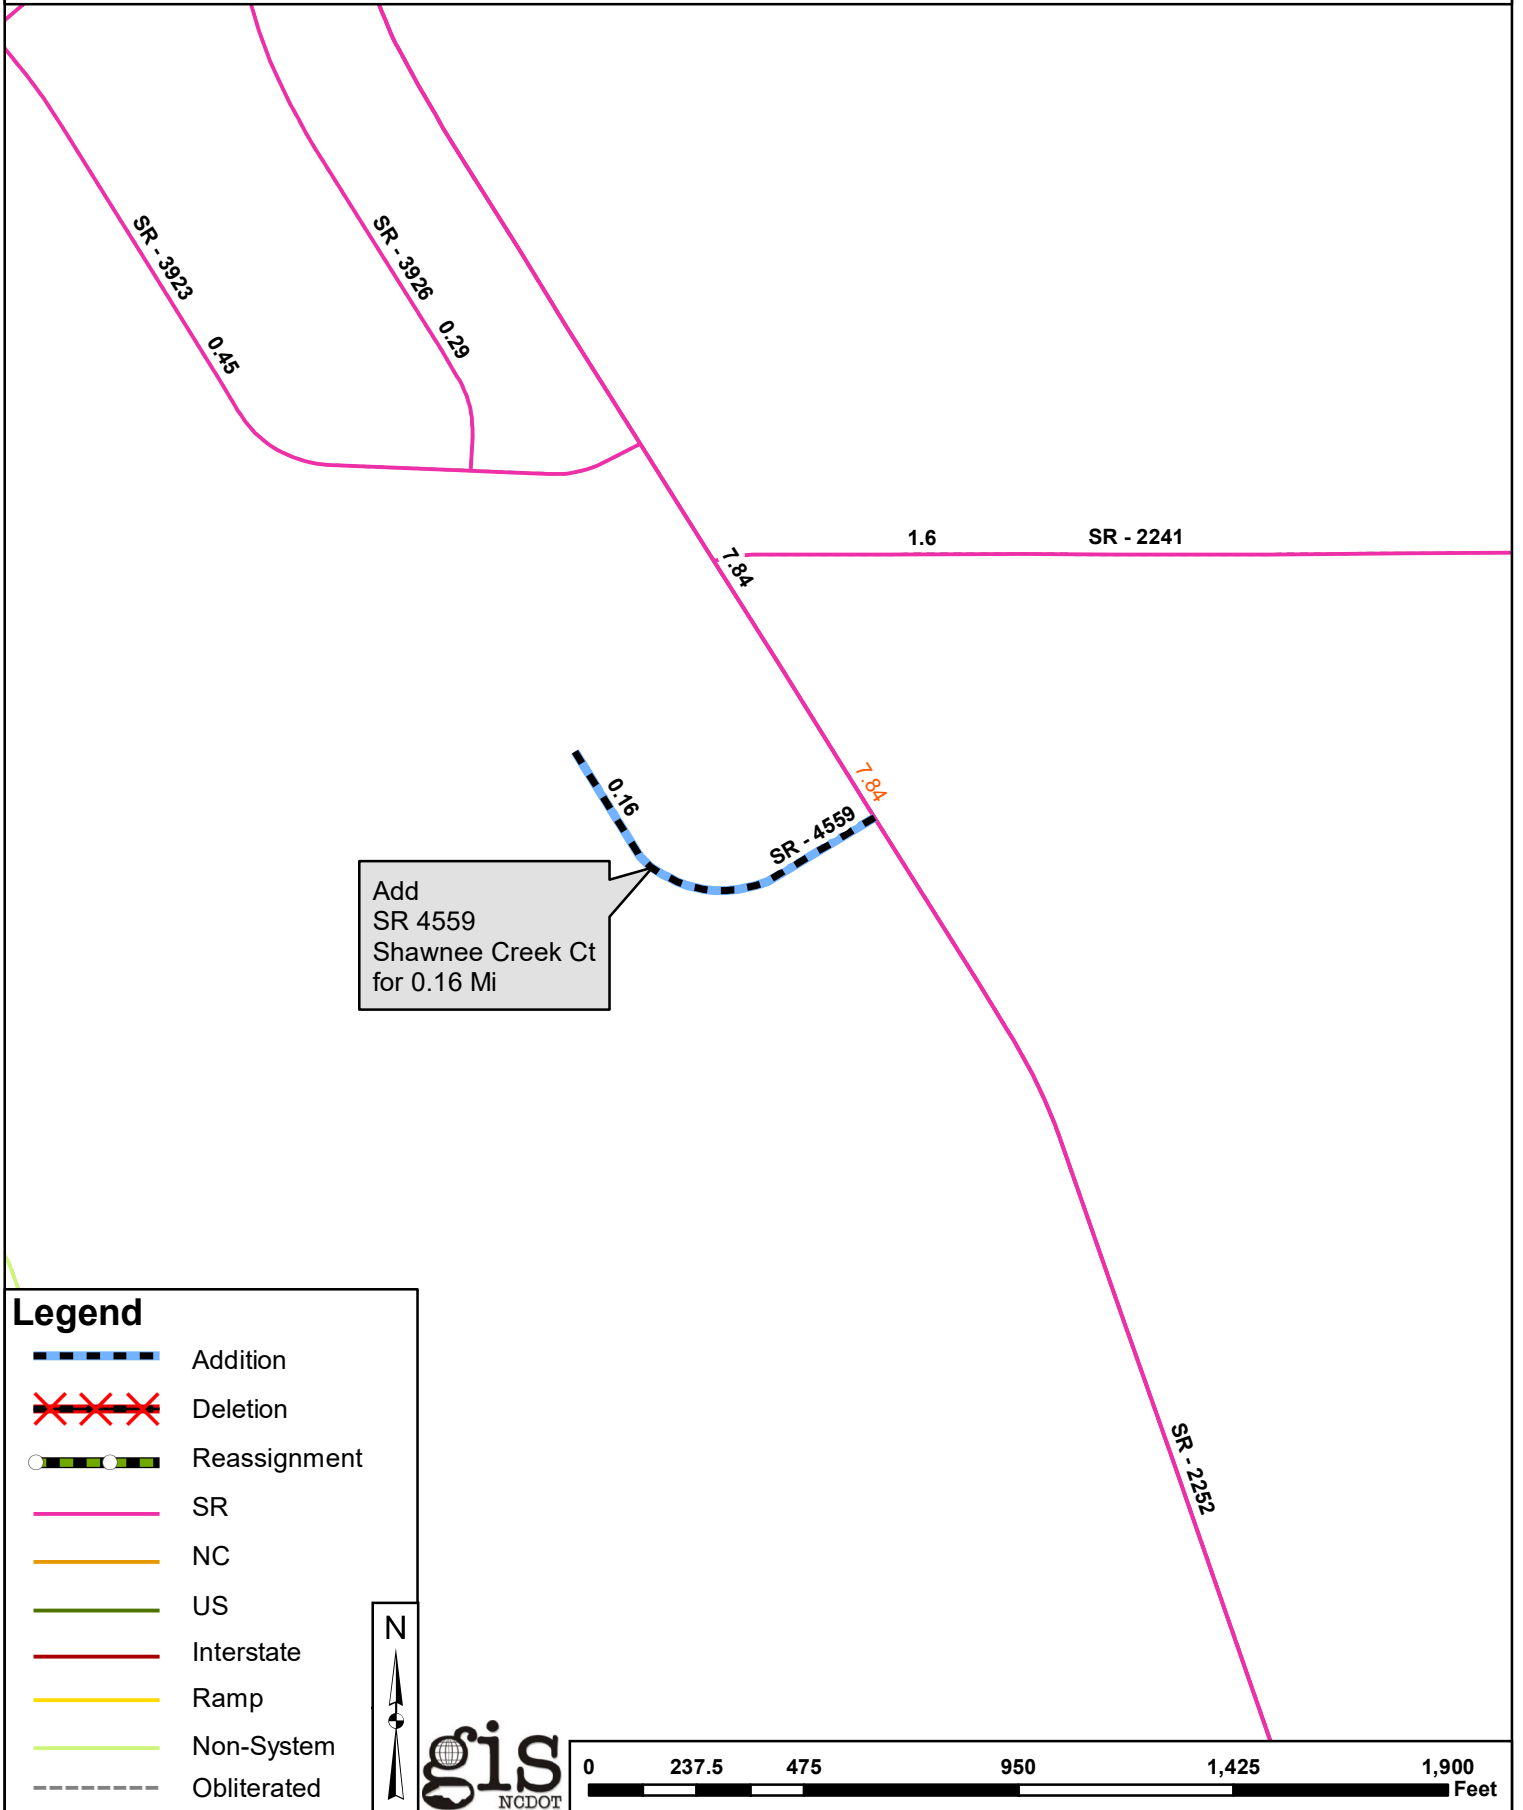 SR - 3923
0.45
SR - 3926
0.29
7.84
1.6
SR - 2241
7.84
0.16
SR - 4559
Add
SR 4559
Shawnee Creek Ct
for 0.16 Mi
SR - 2252
Legend
Addition
Deletion
Reassignment
SR
NC
US
Interstate
Ramp
Non-System
Obliterated
N
gis
NCDOT
0 237.5 475 950 1,425 1,900
Feet